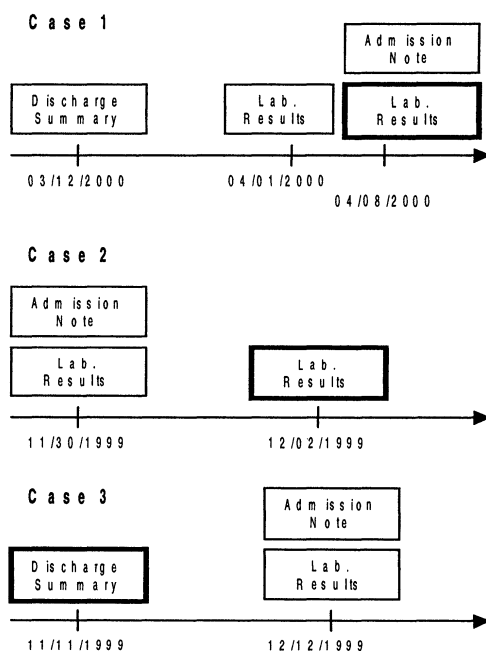 Case 1
Admission
Note
Discharge
Summary
Lab.
Results
Lab.
Results
03/12/2000
04/01/2000
04/08/2000
Case 2
Admission
Note
Lab.
Results
Lab.
Results
11/30/1999
12/02/1999
Case 3
Admission
Note
Discharge
Summary
Lab.
Results
11/11/1999
12/12/1999